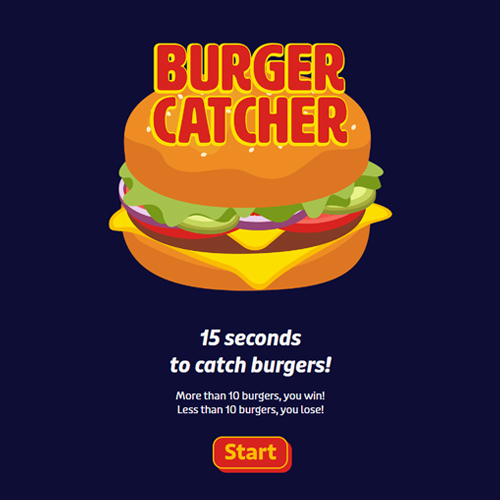 BURGER
CATCHER
15 seconds
to catch burgers!
More than 10 burgers, you win!
Less than 10 burgers, you lose!
Start